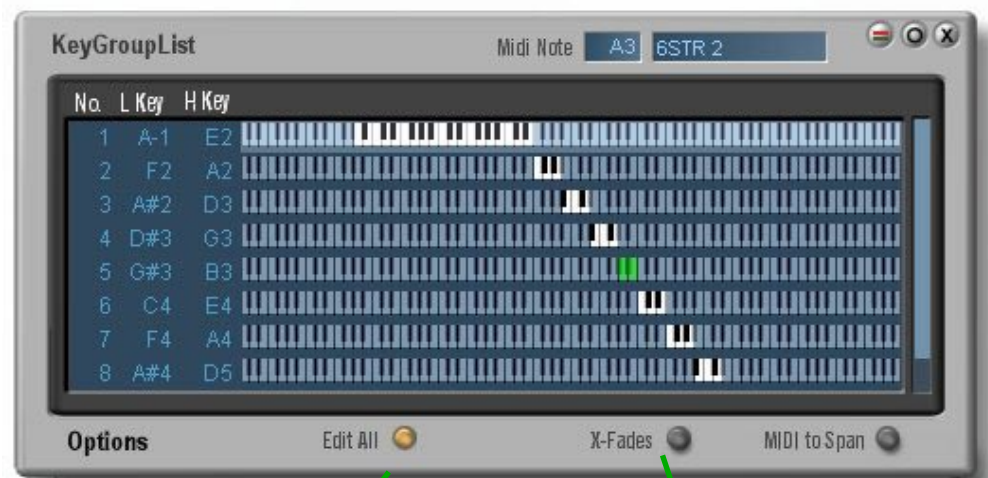 KeyGroupList Midi Note A3 6STR 2
No. L Key H Key
1 A-1 E2
2 F2 A2
3 A#2 D3
4 D#3 G3
5 G#3 B3
6 C4 E4
7 F4 A4
8 A#4 D5
Options Edit All X-Fades MIDI to Span